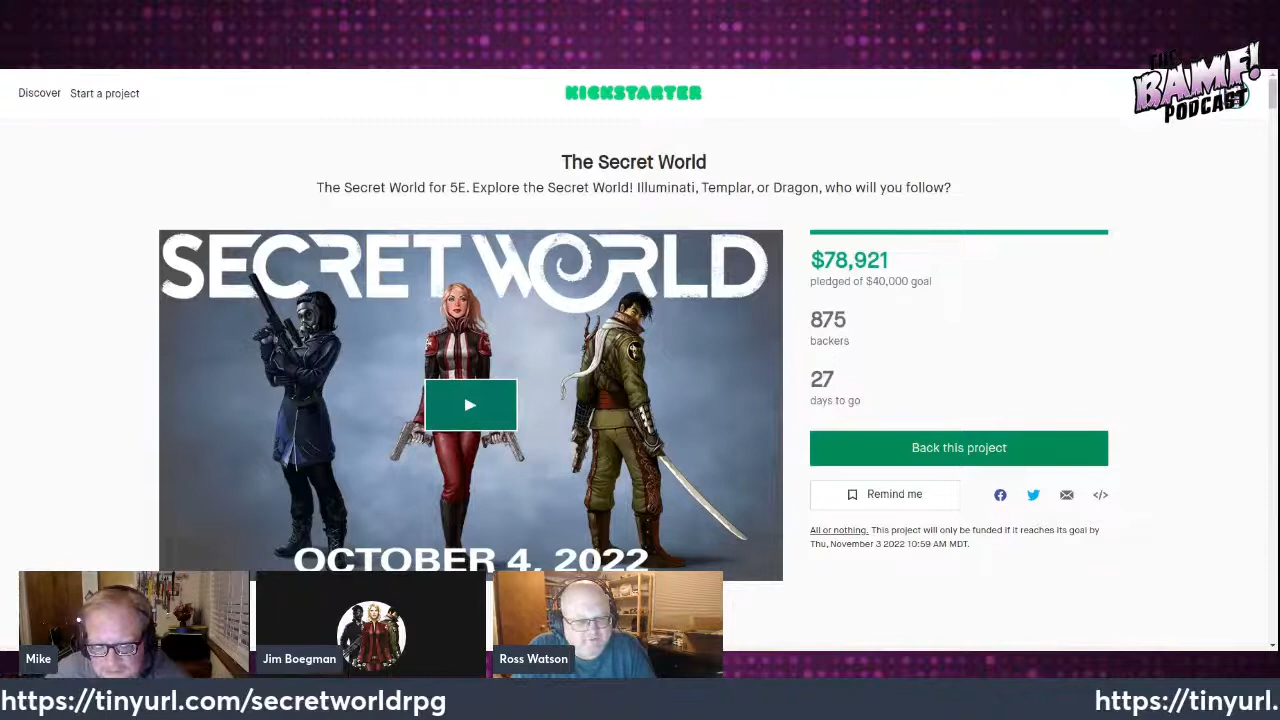 THE
BAMF!
PODCAST
Discover Start a project
KICKSTARTER
The Secret World
The Secret World for 5E. Explore the Secret World! Illuminati, Templar, or Dragon, who will you follow?
SECRET WORLD
OCTOBER 4, 2022
$78,921
pledged of $40,000 goal
875
backers
27
days to go
Back this project
Remind me
</>
All or nothing. This project will only be funded if it reaches its goal by
Thu, November 3 2022 10:59 AM MDT.
Mike
Jim Boegman
Ross Watson
https://tinyurl.com/secretworldrpg
https://tinyurl.